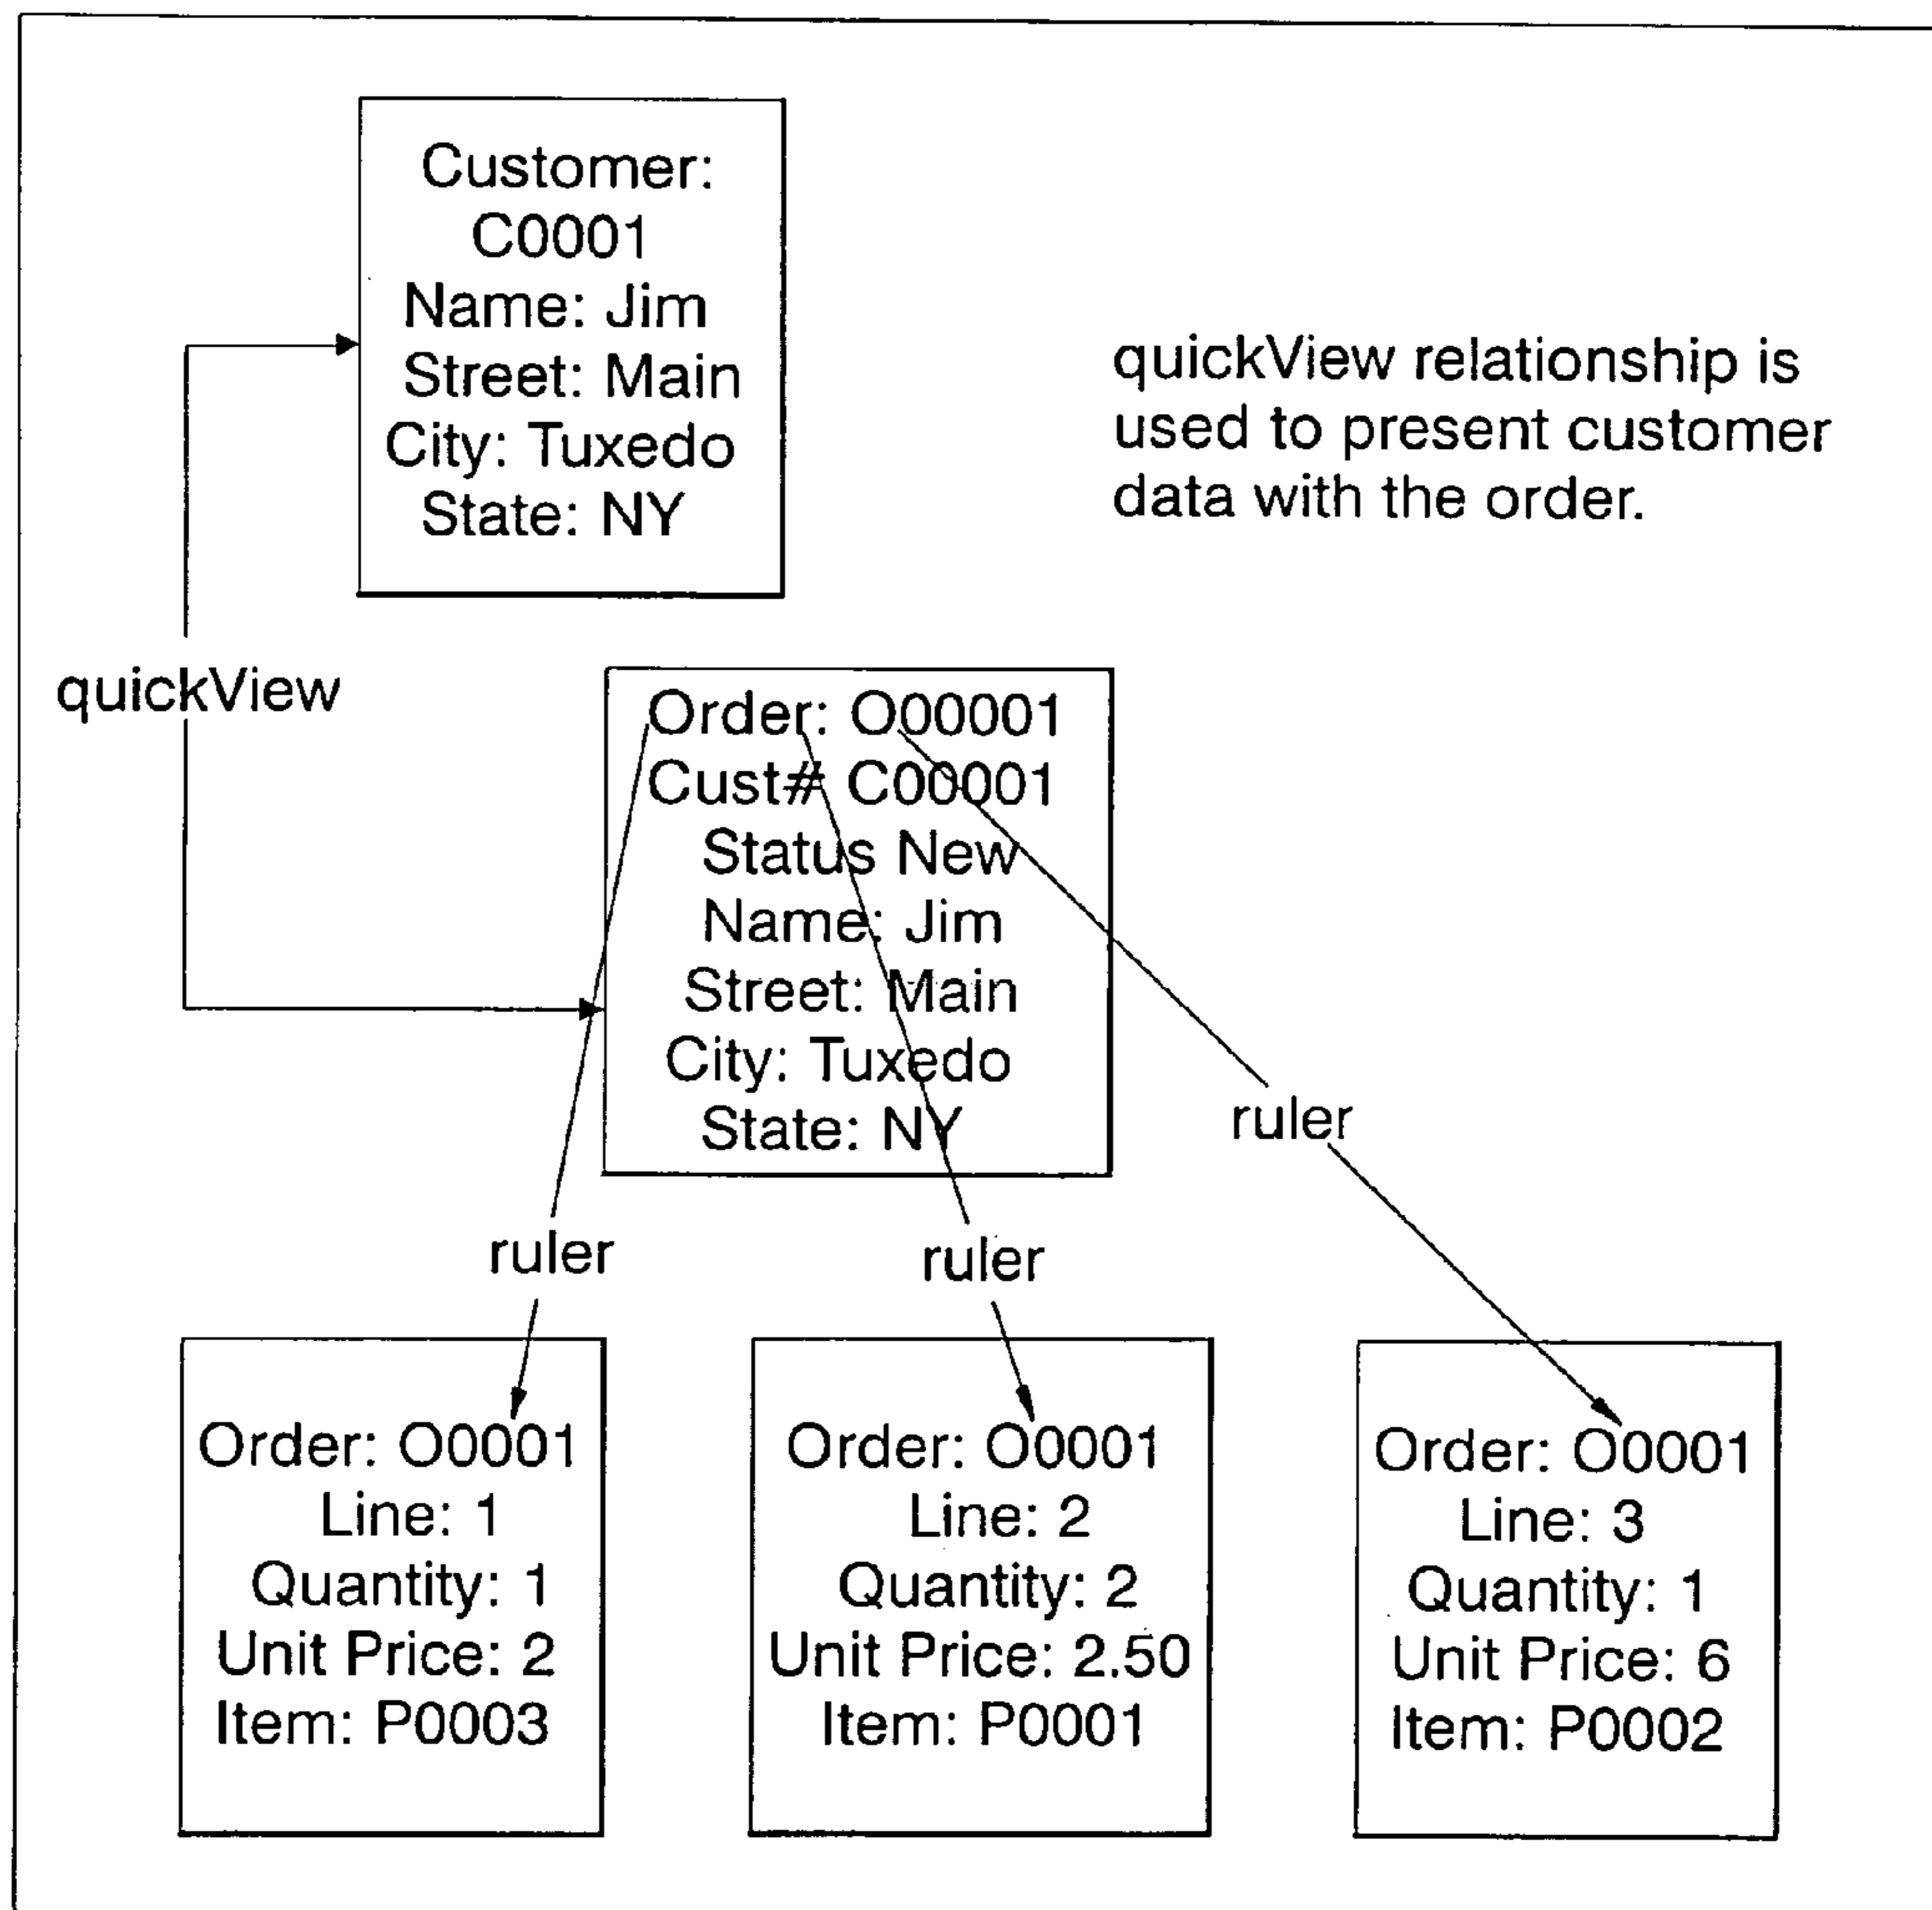 Customer:
C0001
Name: Jim
Street: Main
City: Tuxedo
State: NY
quickView relationship is
used to present customer
data with the order.
quickView
Order: O00001
Cust# C00001
Status New
Name: Jim
Street: Main
City: Tuxedo
State: NY
ruler
ruler
ruler
Order: O0001
Line: 1
Quantity: 1
Unit Price: 2
Item: P0003
Order: O0001
Line: 2
Quantity: 2
Unit Price: 2.50
Item: P0001
Order: O0001
Line: 3
Quantity: 1
Unit Price: 6
Item: P0002